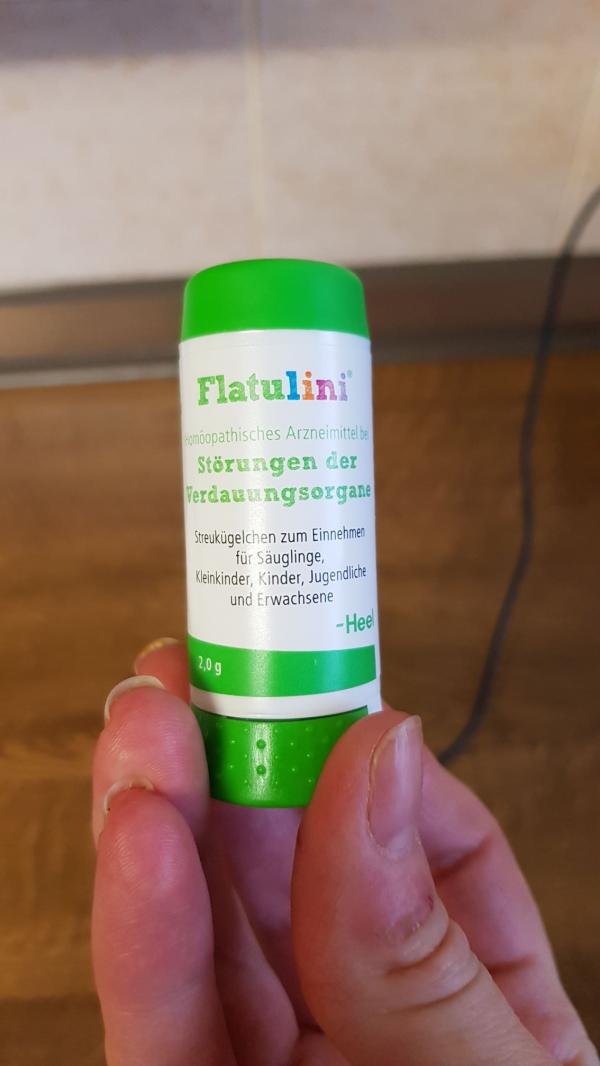 Flatulini®
Homöopathisches Arzneimittel bei
Störungen der
Verdauungsorgane
Streukügelchen zum Einnehmen
für Säuglinge,
Kleinkinder, Kinder, Jugendliche
und Erwachsene
-Heel
2,0 g